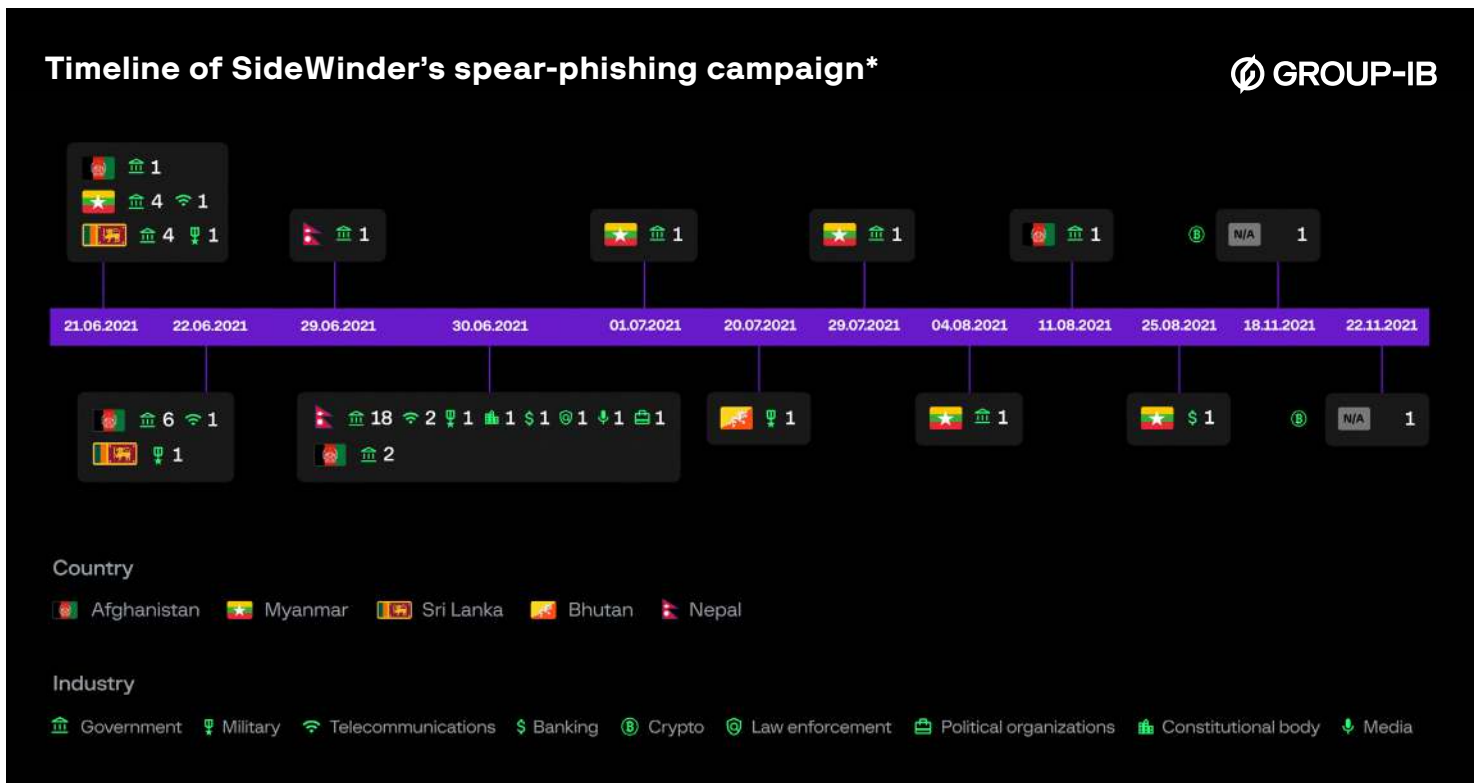 Timeline of SideWinder's spear-phishing campaign*
GROUP-IB
1
4 1
4 1
1
1
1
1
N/A 1
21.06.2021 22.06.2021 29.06.2021 30.06.2021 01.07.2021 20.07.2021 29.07.2021 04.08.2021 11.08.2021 25.08.2021 18.11.2021 22.11.2021
6 1
1
18 2 1 1 $ 1 1 1 1
2
1
1
$ 1
N/A 1
Country
Afghanistan Myanmar Sri Lanka Bhutan Nepal
Industry
Government Military Telecommunications $ Banking Crypto Law enforcement Political organizations Constitutional body Media